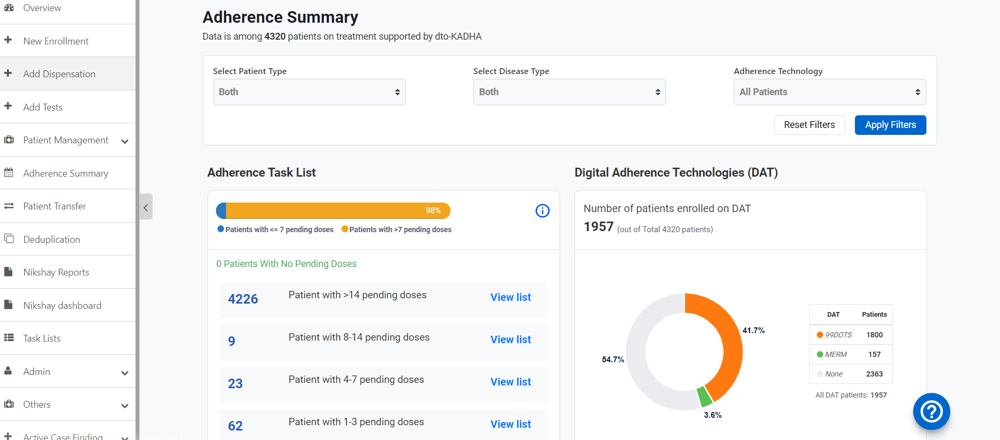 Overview
New Enrollment
Add Dispensation
Add Tests
Patient Management
Adherence Summary
Patient Transfer
Deduplication
Nikshay Reports
Nikshay dashboard
Task Lists
Admin
Others
Active Case Finding
Adherence Summary
Data is among 4320 patients on treatment supported by dto-KADHA
Select Patient Type
Both
Select Disease Type
Both
Adherence Technology
All Patients
Reset Filters
Apply Filters
Adherence Task List
98%
Patients with <= 7 pending doses
Patients with >7 pending doses
0 Patients With No Pending Doses
4226 Patient with >14 pending doses View list
9 Patient with 8-14 pending doses View list
23 Patient with 4-7 pending doses View list
62 Patient with 1-3 pending doses View list
Digital Adherence Technologies (DAT)
Number of patients enrolled on DAT
1957 (out of Total 4320 patients)
41.7%
54.7%
3.6%
DAT Patients
99DOTS 1800
MERM 157
None 2363
All DAT patients: 1957